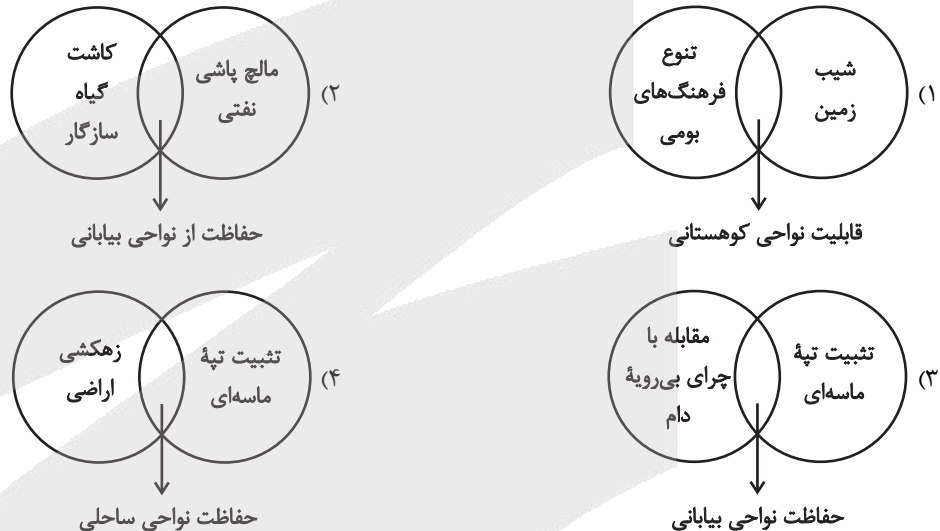 ۱)
شیب
زمین
تنوع
فرهنگ‌های
بومی
قابلیت نواحی کوهستانی
۲)
مالچ پاشی
نفتی
کاشت
گیاه
سازگار
حفاظت از نواحی بیابانی
۳)
تثبیت تپهٔ
ماسه‌ای
مقابله با
چرای بی‌رویهٔ
دام
حفاظت نواحی بیابانی
۴)
تثبیت تپهٔ
ماسه‌ای
زهکشی
اراضی
حفاظت نواحی ساحلی